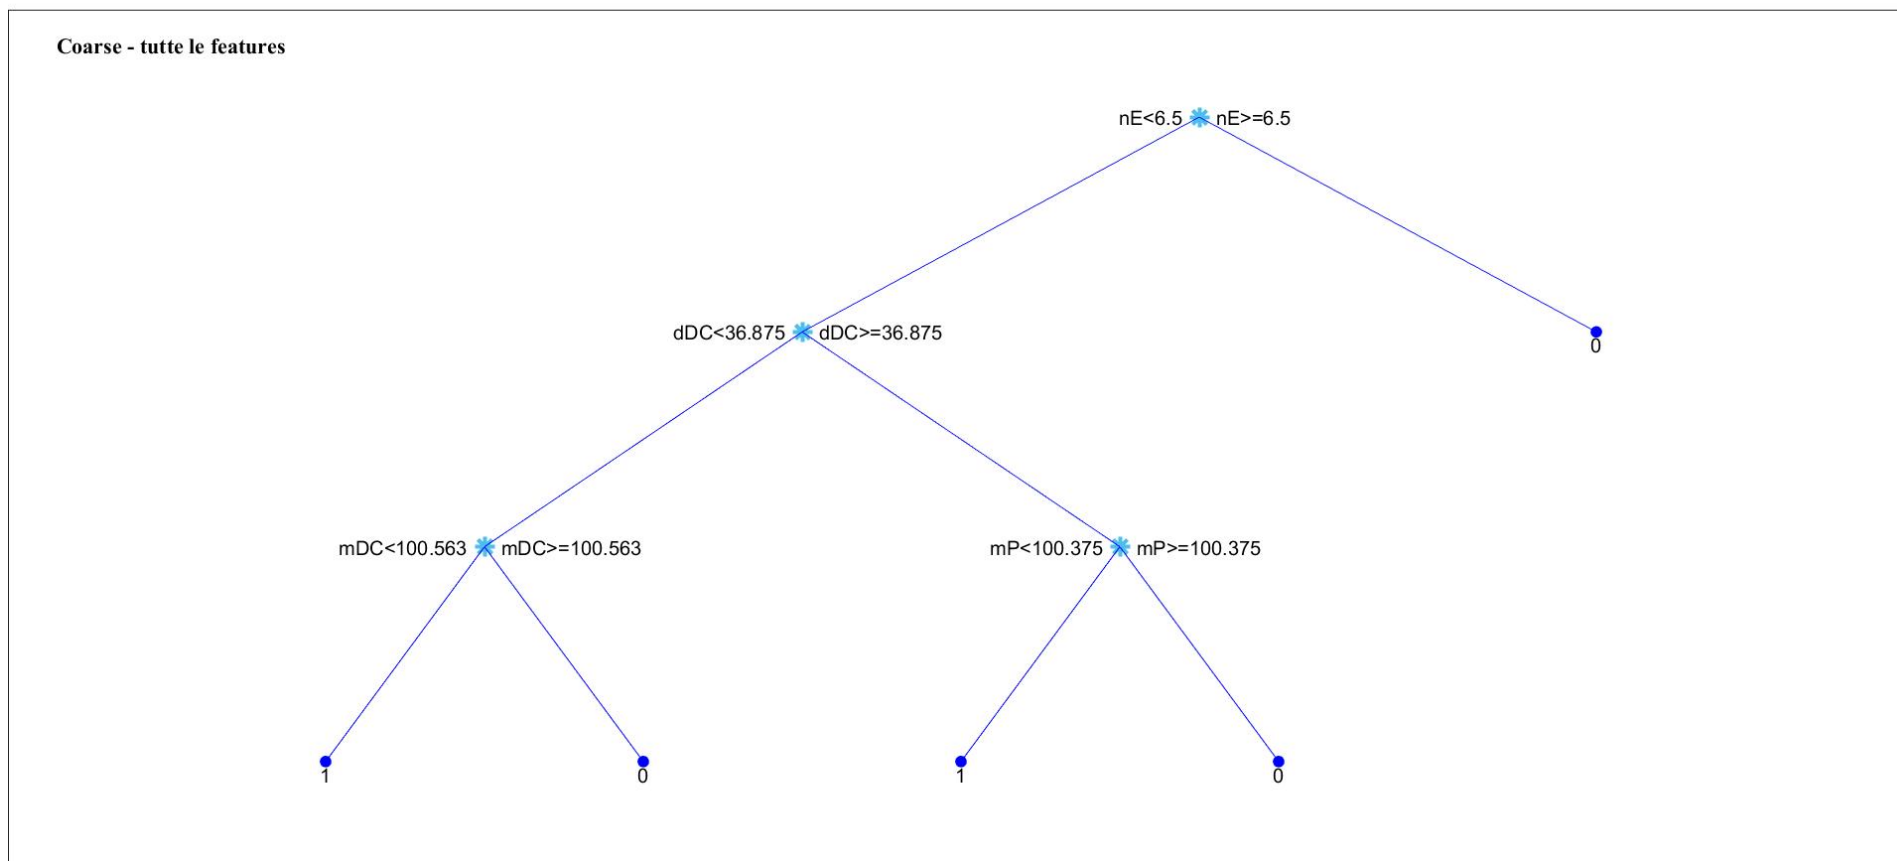 Coarse - tutte le features
nE<6.5 nE>=6.5
dDC<36.875 dDC>=36.875
0
mDC<100.563 mDC>=100.563 mP<100.375 mP>=100.375
1 0 1 0